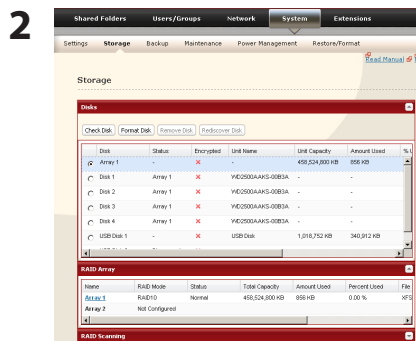 2
Shared Folders Users/Groups Network System Extensions
Settings Storage Backup Maintenance Power Management Restore/Format
Read Manual
Storage
Disks
Check Disk Format Disk Remove Disk Rediscover Disk
Disk Status Encrypted Unit Name Unit Capacity Amount Used % U
Array 1 - × - 458,524,800 KB 856 KB
Disk 1 Array 1 × WD2500AAKS-00B3A - -
Disk 2 Array 1 × WD2500AAKS-00B3A - -
Disk 3 Array 1 × WD2500AAKS-00B3A - -
Disk 4 Array 1 × WD2500AAKS-00B3A - -
USB Disk 1 - × USB Disk 1,018,752 KB 340,912 KB
RAID Array
Name RAID Mode Status Total Capacity Amount Used Percent Used File
Array 1 RAID10 Normal 458,524,800 KB 856 KB 0.00 % XFS
Array 2 Not Configured
RAID Scanning